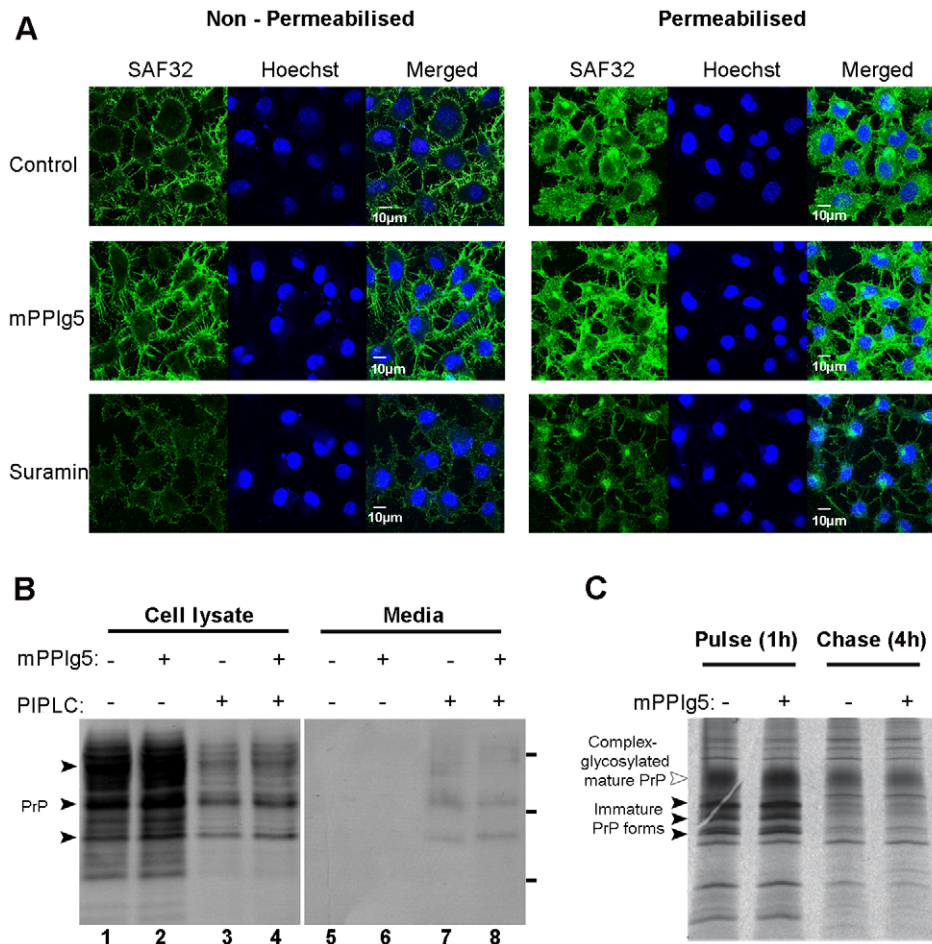 A
Non - Permeabilised
Permeabilised
SAF32 Hoechst Merged SAF32 Hoechst Merged
Control
10µm 10µm
mPPIg5
10µm 10µm
Suramin
10µm 10µm
B
Cell lysate Media
mPPIg5: - + - + - + - +
PIPLC: - - + + - - + +
PrP
1 2 3 4 5 6 7 8
C
Pulse (1h) Chase (4h)
mPPIg5: - + - +
Complex-
glycosylated
mature PrP
Immature
PrP forms